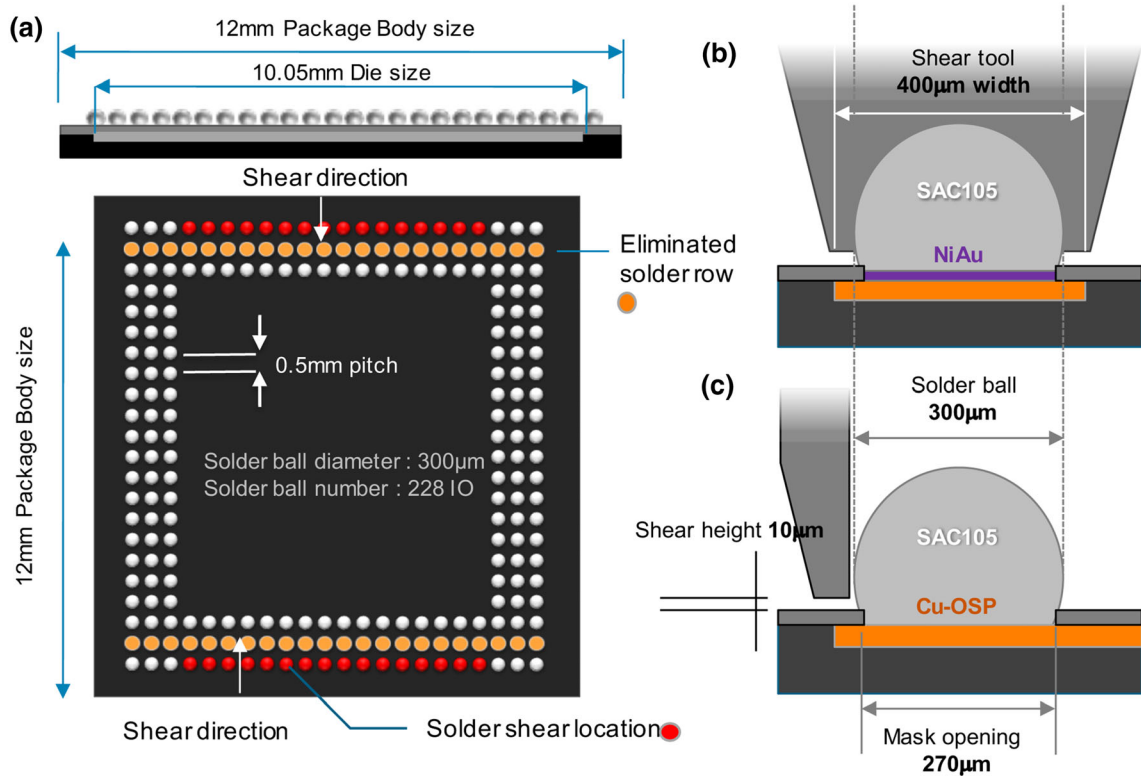 (a)
12mm Package Body size
10.05mm Die size
Shear direction
Eliminated
solder row
0.5mm pitch
Solder ball diameter : 300µm
Solder ball number : 228 IO
12mm Package Body size
Shear direction
Solder shear location
(b)
Shear tool
400µm width
SAC105
NiAu
(c)
Solder ball
300µm
Shear height 10µm
SAC105
Cu-OSP
Mask opening
270µm